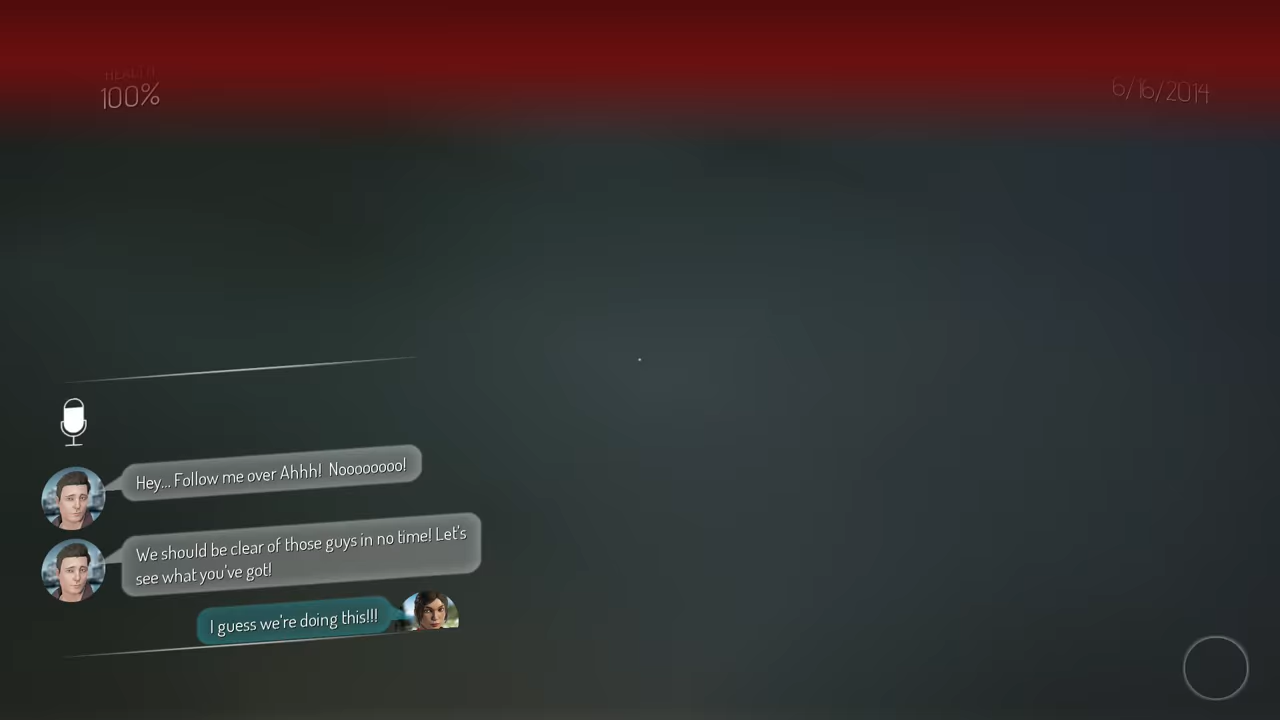 HEALTH
100%
6/16/2014
Hey... Follow me over Ahhh! Noooooooo!
We should be clear of those guys in no time! Let's
see what you've got!
I guess we're doing this!!!